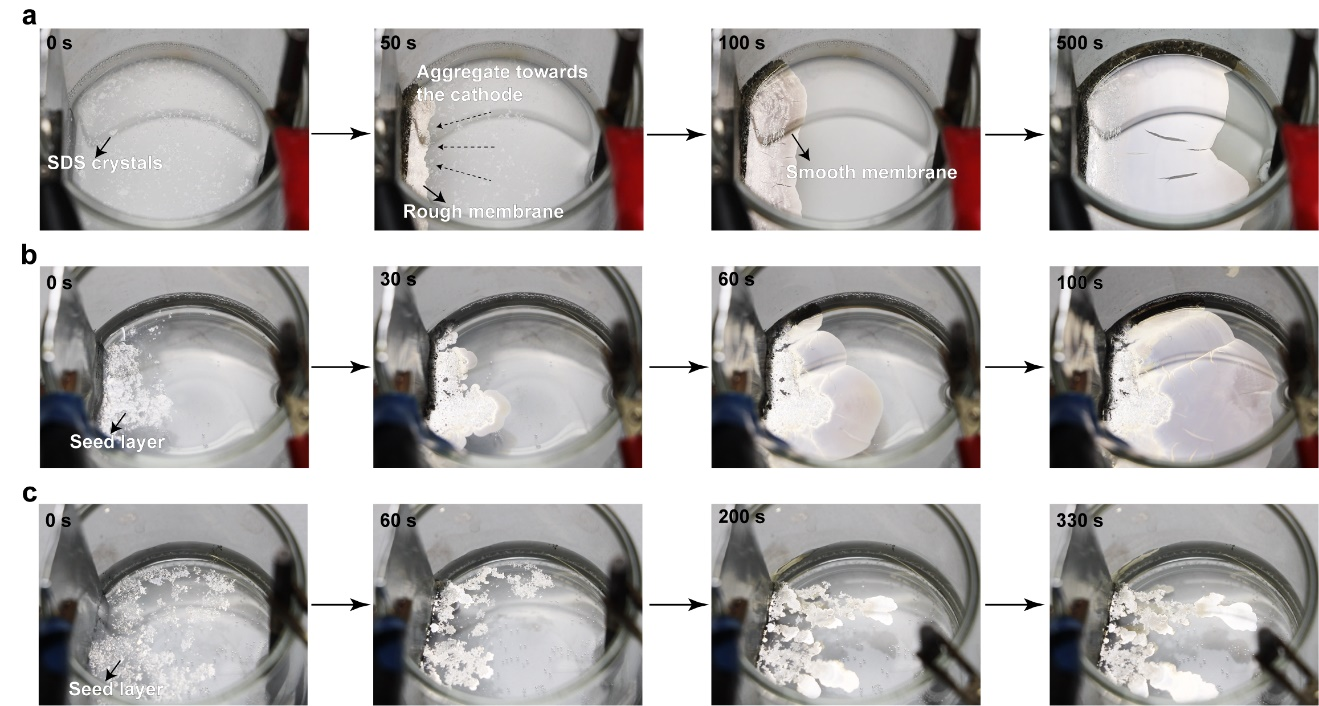 a
0 s
50 s
100 s
500 s
SDS crystals
Aggregate towards
the cathode
Rough membrane
Smooth membrane
b
0 s
30 s
60 s
100 s
Seed layer
c
0 s
60 s
200 s
330 s
Seed layer